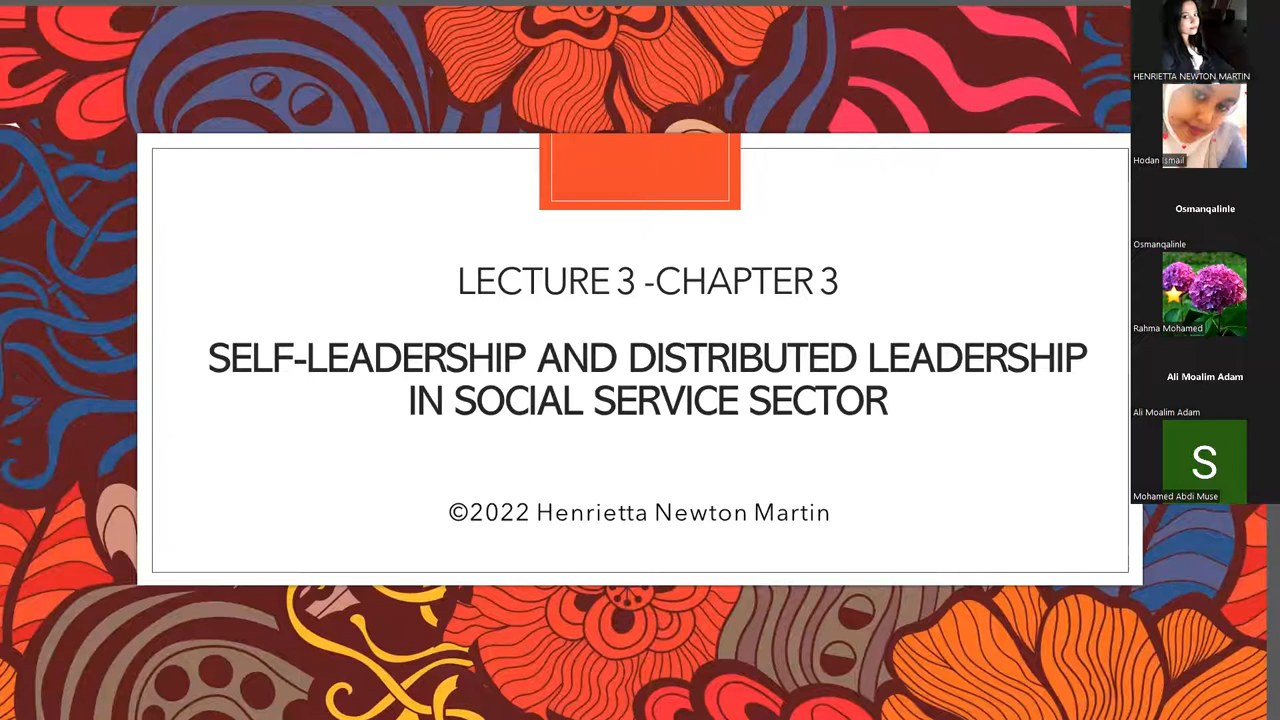 LECTURE 3 -CHAPTER 3
SELF-LEADERSHIP AND DISTRIBUTED LEADERSHIP
IN SOCIAL SERVICE SECTOR
©2022 Henrietta Newton Martin
HENRIETTA NEWTON MARTIN
Hodan Ismail
Osmanqalinle
Osmanqalinle
Rahma Mohamed
Ali Moalim Adam
Ali Moalim Adam
S
Mohamed Abdi Muse